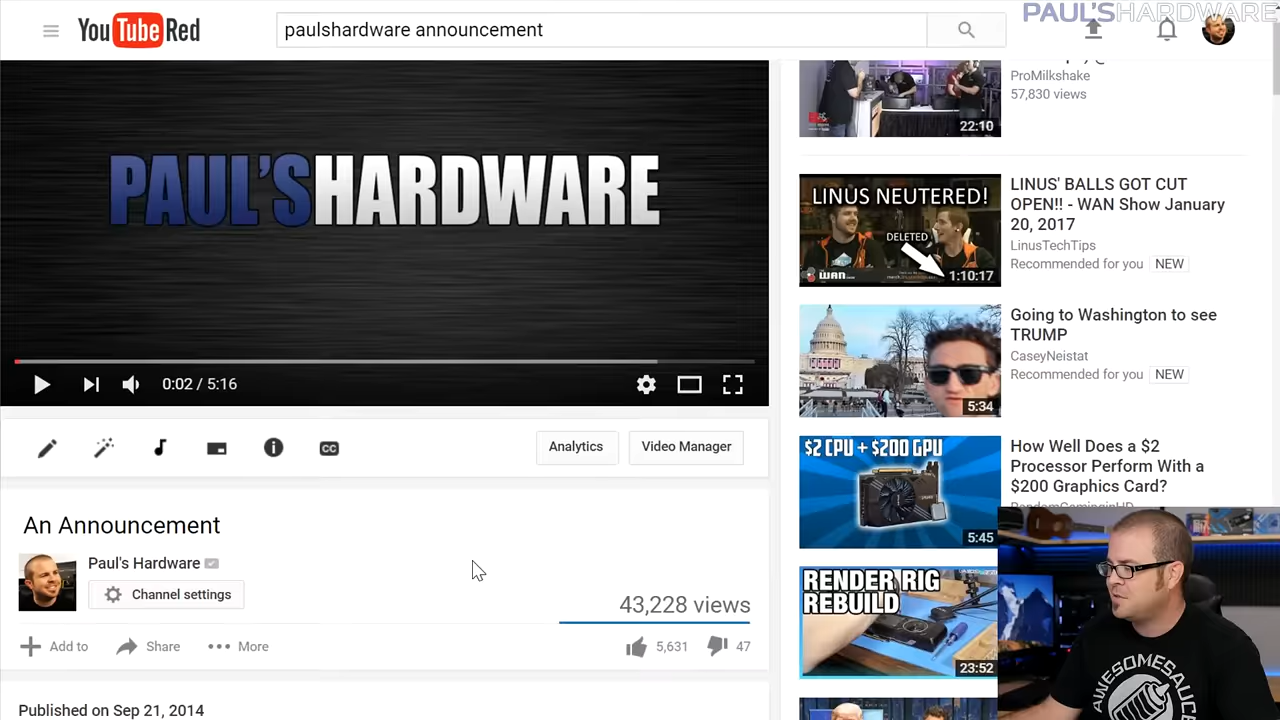 PAUL'SHARDWARE
YouTube Red
paulshardware announcement
PAUL'SHARDWARE
0:02 / 5:16
Analytics
Video Manager
An Announcement
Paul's Hardware
Channel settings
43,228 views
Add to
Share
More
5,631
47
Published on Sep 21, 2014
CC
ProMilkshake
57,830 views
22:10
LINUS NEUTERED!
DELETED
WAN
1:10:17
LINUS' BALLS GOT CUT
OPEN!! - WAN Show January
20, 2017
LinusTechTips
Recommended for you NEW
Going to Washington to see
TRUMP
CaseyNeistat
Recommended for you NEW
5:34
$2 CPU + $200 GPU
5:45
How Well Does a $2
Processor Perform With a
$200 Graphics Card?
RENDER RIG
REBUILD
23:52
AWESOMESAUCE